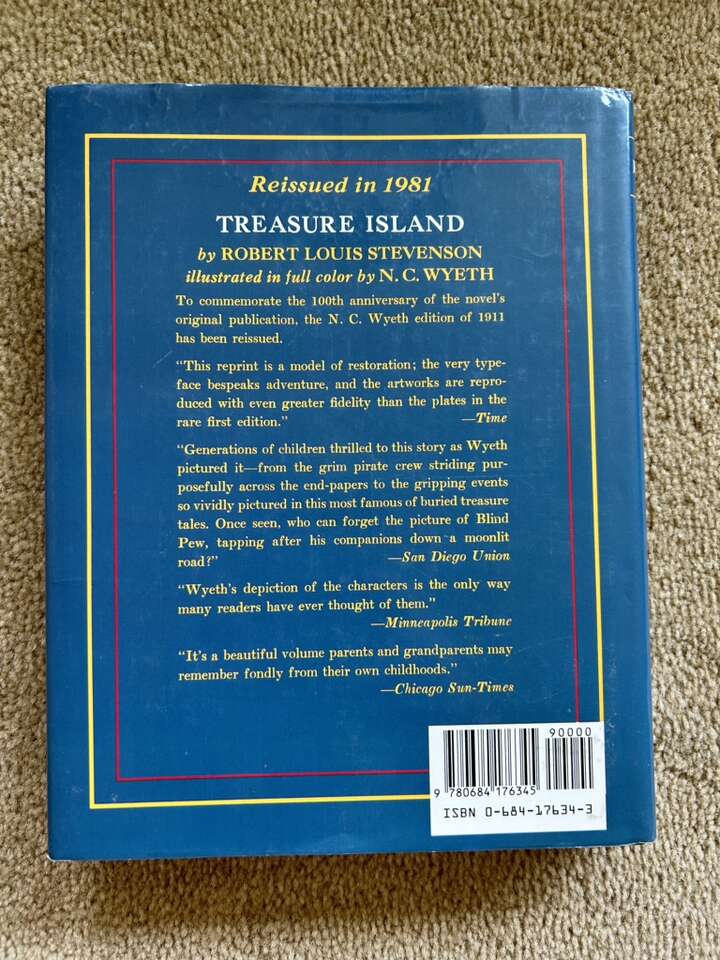 Reissued in 1981
TREASURE ISLAND
by ROBERT LOUIS STEVENSON
illustrated in full color by N. C. WYETH
To commemorate the 100th anniversary of the novel's
original publication, the N. C. Wyeth edition of 1911
has been reissued.
"This reprint is a model of restoration; the very type-
face bespeaks adventure, and the artworks are repro-
duced with even greater fidelity than the plates in the
rare first edition." —Time
"Generations of children thrilled to this story as Wyeth
pictured it—from the grim pirate crew striding pur-
posefully across the end-papers to the gripping events
so vividly pictured in this most famous of buried treasure
tales. Once seen, who can forget the picture of Blind
Pew, tapping after his companions down a moonlit
road?" —San Diego Union
"Wyeth's depiction of the characters is the only way
many readers have ever thought of them."
—Minneapolis Tribune
"It's a beautiful volume parents and grandparents may
remember fondly from their own childhoods."
—Chicago Sun-Times
90000
9 780684 176345
ISBN 0-684-17634-3